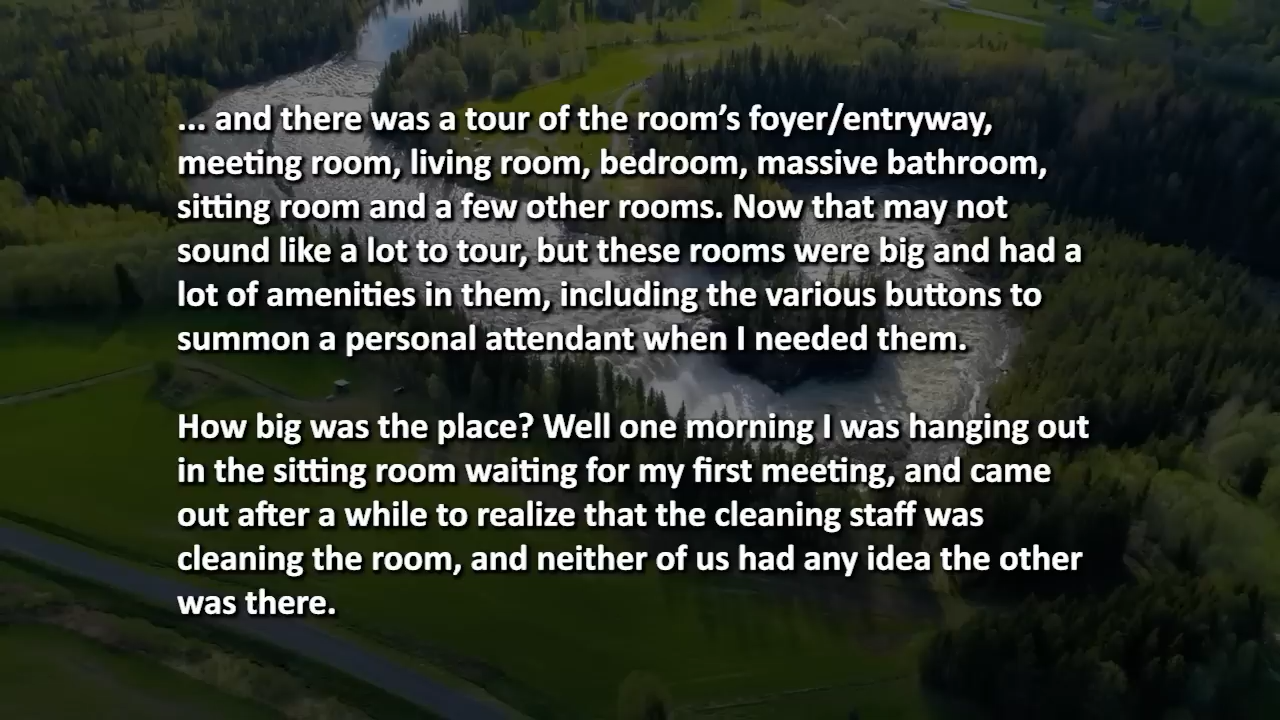 ... and there was a tour of the room’s foyer/entryway,
meeting room, living room, bedroom, massive bathroom,
sitting room and a few other rooms. Now that may not
sound like a lot to tour, but these rooms were big and had a
lot of amenities in them, including the various buttons to
summon a personal attendant when I needed them.
How big was the place? Well one morning I was hanging out
in the sitting room waiting for my first meeting, and came
out after a while to realize that the cleaning staff was
cleaning the room, and neither of us had any idea the other
was there.